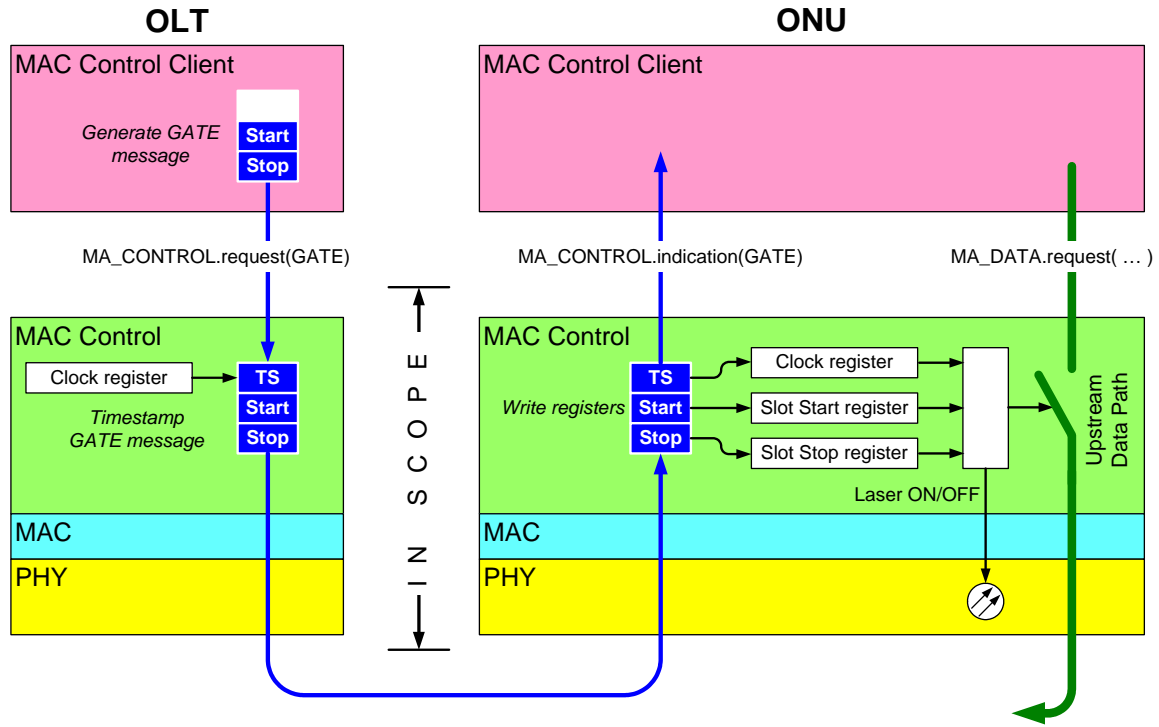 OLT
ONU
MAC Control Client
Generate GATE
message
Start
Stop
MAC Control Client
MA_CONTROL.request(GATE)
MA_CONTROL.indication(GATE)
MA_DATA.request( … )
IN SCOPE
MAC Control
Clock register
TS
Start
Stop
Timestamp
GATE message
MAC
PHY
MAC Control
Write registers
TS
Start
Stop
Clock register
Slot Start register
Slot Stop register
Laser ON/OFF
Upstream
Data Path
MAC
PHY